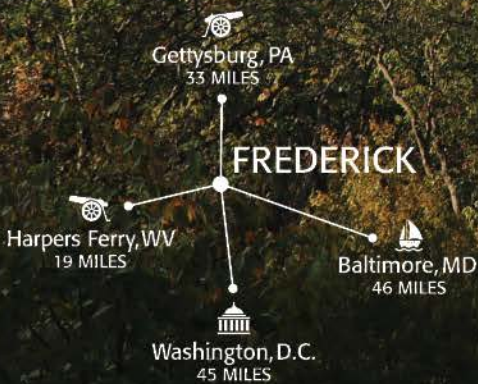 Gettysburg, PA
33 MILES
FREDERICK
Harpers Ferry, WV
19 MILES
Baltimore, MD
46 MILES
Washington, D.C.
45 MILES